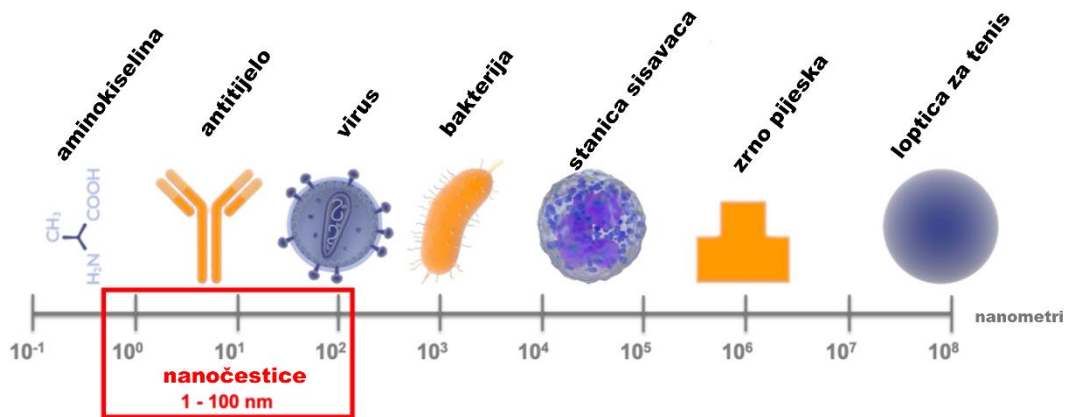 aminokiselina
antitijelo
virus
bakterija
stanica sisavaca
zrno pijeska
loptica za tenis
CH₃
COOH
H₂N
nanometri
10⁻¹
10⁰
10¹
10²
10³
10⁴
10⁵
10⁶
10⁷
10⁸
nanočestice
1 - 100 nm